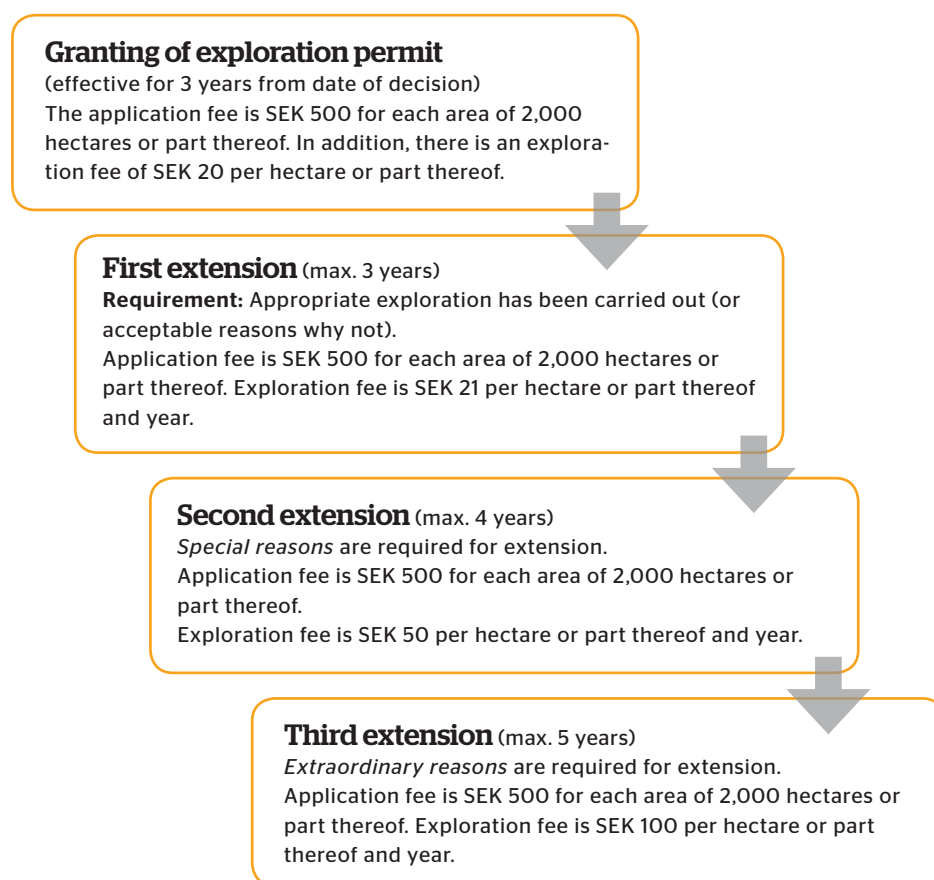 Granting of exploration permit
(effective for 3 years from date of decision)
The application fee is SEK 500 for each area of 2,000
hectares or part thereof. In addition, there is an explora-
tion fee of SEK 20 per hectare or part thereof.
First extension (max. 3 years)
Requirement: Appropriate exploration has been carried out (or
acceptable reasons why not).
Application fee is SEK 500 for each area of 2,000 hectares or
part thereof. Exploration fee is SEK 21 per hectare or part thereof
and year.
Second extension (max. 4 years)
Special reasons are required for extension.
Application fee is SEK 500 for each area of 2,000 hectares or
part thereof.
Exploration fee is SEK 50 per hectare or part thereof and year.
Third extension (max. 5 years)
Extraordinary reasons are required for extension.
Application fee is SEK 500 for each area of 2,000 hectares or
part thereof. Exploration fee is SEK 100 per hectare or part
thereof and year.